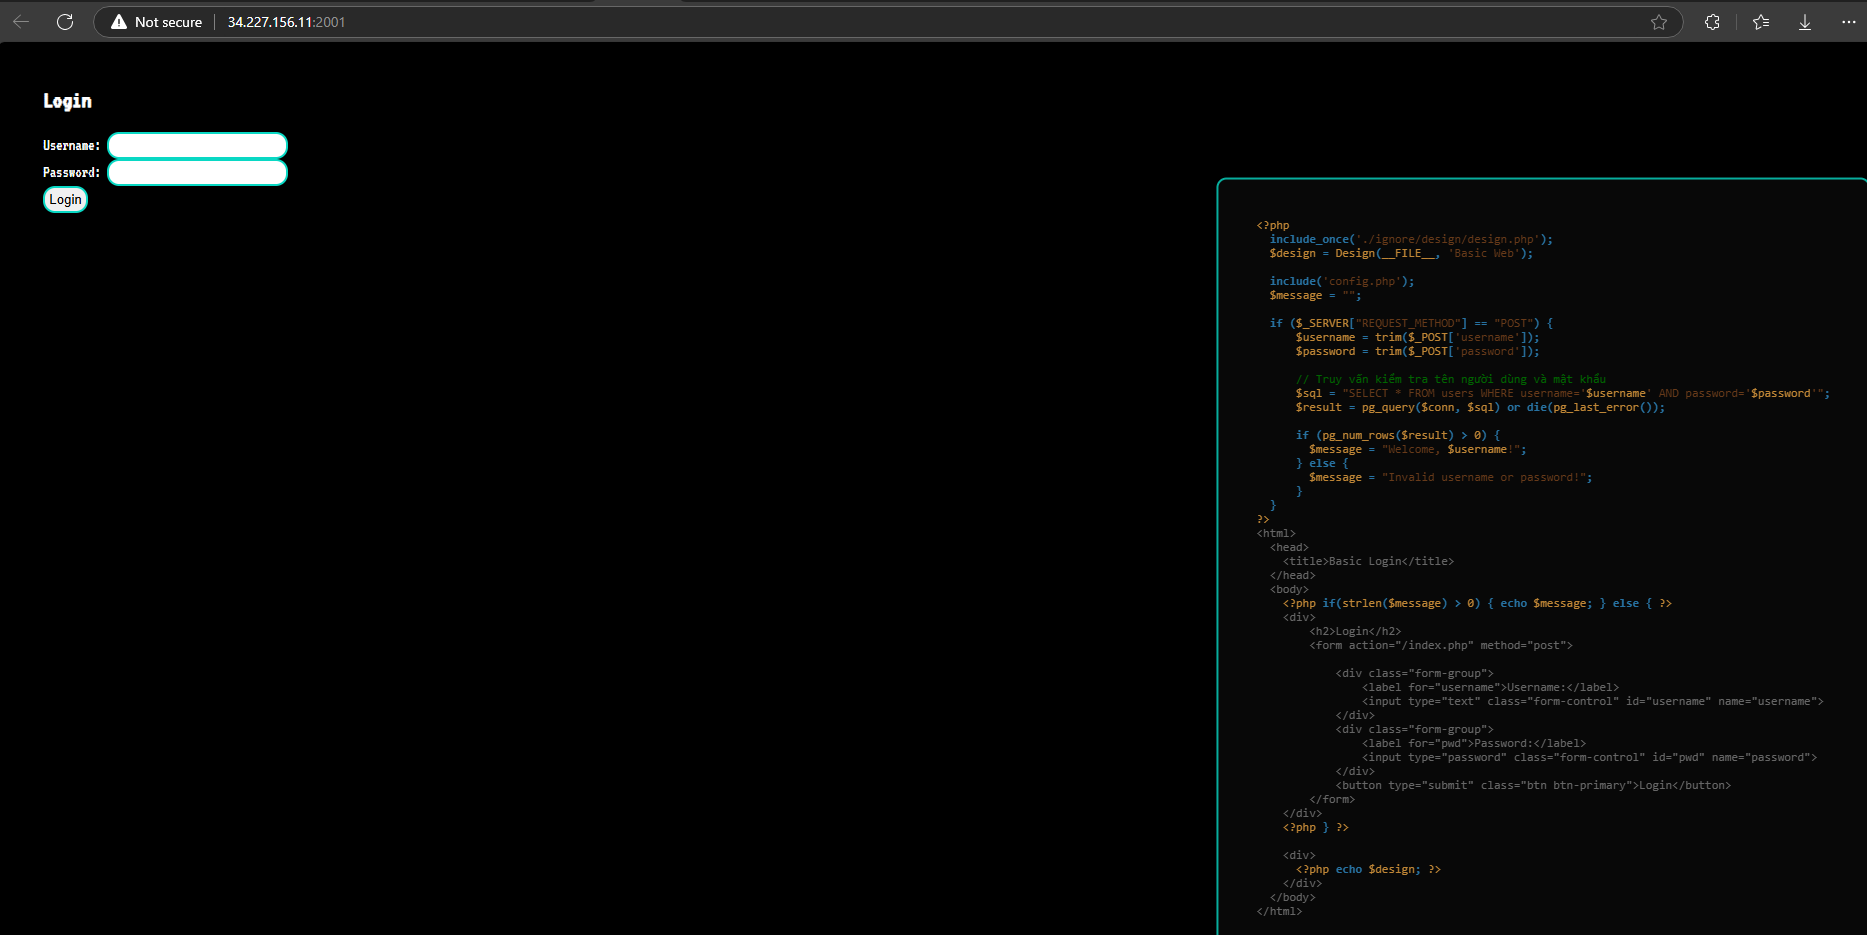 Not secure
34.227.156.11:2001
Login
Username:
Password:
Login
<?php
include_once('./ignore/design/design.php');
$design = Design(__FILE__, 'Basic Web');
include('config.php');
$message = "";
if ($_SERVER["REQUEST_METHOD"] == "POST") {
$username = trim($_POST['username']);
$password = trim($_POST['password']);
// Truy vấn kiểm tra tên người dùng và mật khẩu
$sql = "SELECT * FROM users WHERE username='$username' AND password='$password'";
$result = pg_query($conn, $sql) or die(pg_last_error());
if (pg_num_rows($result) > 0) {
$message = "Welcome, $username!";
} else {
$message = "Invalid username or password!";
}
}
?>
<html>
<head>
<title>Basic Login</title>
</head>
<body>
<?php if(strlen($message) > 0) { echo $message; } else { ?>
<div>
<h2>Login</h2>
<form action="/index.php" method="post">
<div class="form-group">
<label for="username">Username:</label>
<input type="text" class="form-control" id="username" name="username">
</div>
<div class="form-group">
<label for="pwd">Password:</label>
<input type="password" class="form-control" id="pwd" name="password">
</div>
<button type="submit" class="btn btn-primary">Login</button>
</form>
</div>
<?php } ?>
<div>
<?php echo $design; ?>
</div>
</body>
</html>